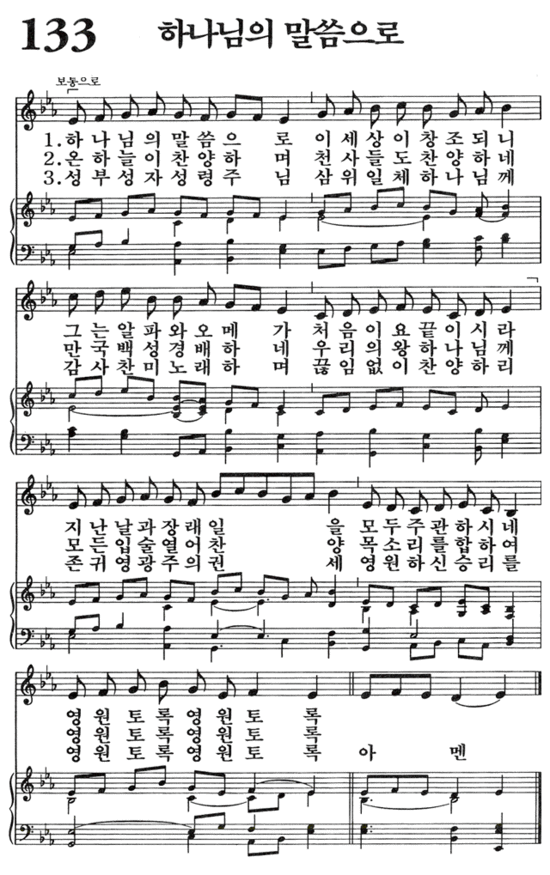 133 하나님의 말씀으로
보통으로
1. 하 나 님 의 말 씀 으 로 이 세 상 이 창 조 되 니
2. 온 하 늘 이 찬 양 하 며 천 사 들 도 찬 양 하 네
3. 성 부 성 자 성 령 주 님 삼 위 일 체 하 나 님 께
그 는 알 파 와 오 메 가 처 음 이 요 끝 이 시 라
만 국 백 성 경 배 하 네 우 리 의 왕 하 나 님 께
감 사 찬 미 노 래 하 며 끊 임 없 이 찬 양 하 리
지 난 날 과 장 래 일 을 모 두 주 관 하 시 네
모 든 입 술 열 어 찬 양 목 소 리 를 합 하 여
존 귀 영 광 주 의 권 세 영 원 하 신 승 리 를
영 원 토 록 영 원 토 록
영 원 토 록 영 원 토 록
영 원 토 록 영 원 토 록 아 멘